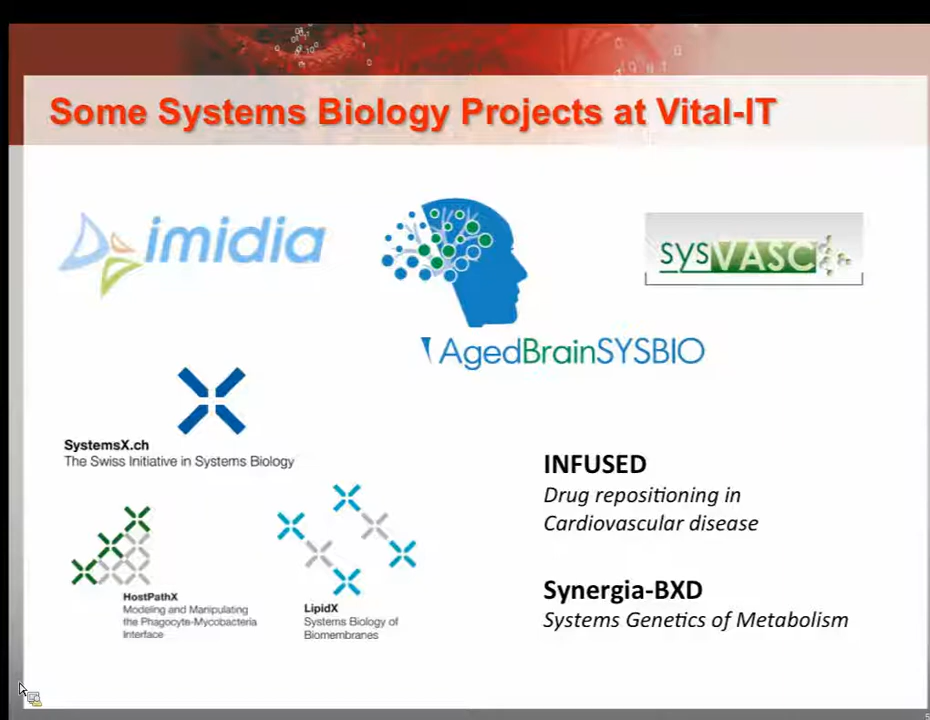 Some Systems Biology Projects at Vital-IT
imidia
sysVASC
AgedBrainSYSBIO
SystemsX.ch
The Swiss Initiative in Systems Biology
INFUSED
Drug repositioning in
Cardiovascular disease
HostPathX
Modeling and Manipulating
the Phagocyte-Mycobacteria
Interface
LipidX
Systems Biology of
Biomembranes
Synergia-BXD
Systems Genetics of Metabolism